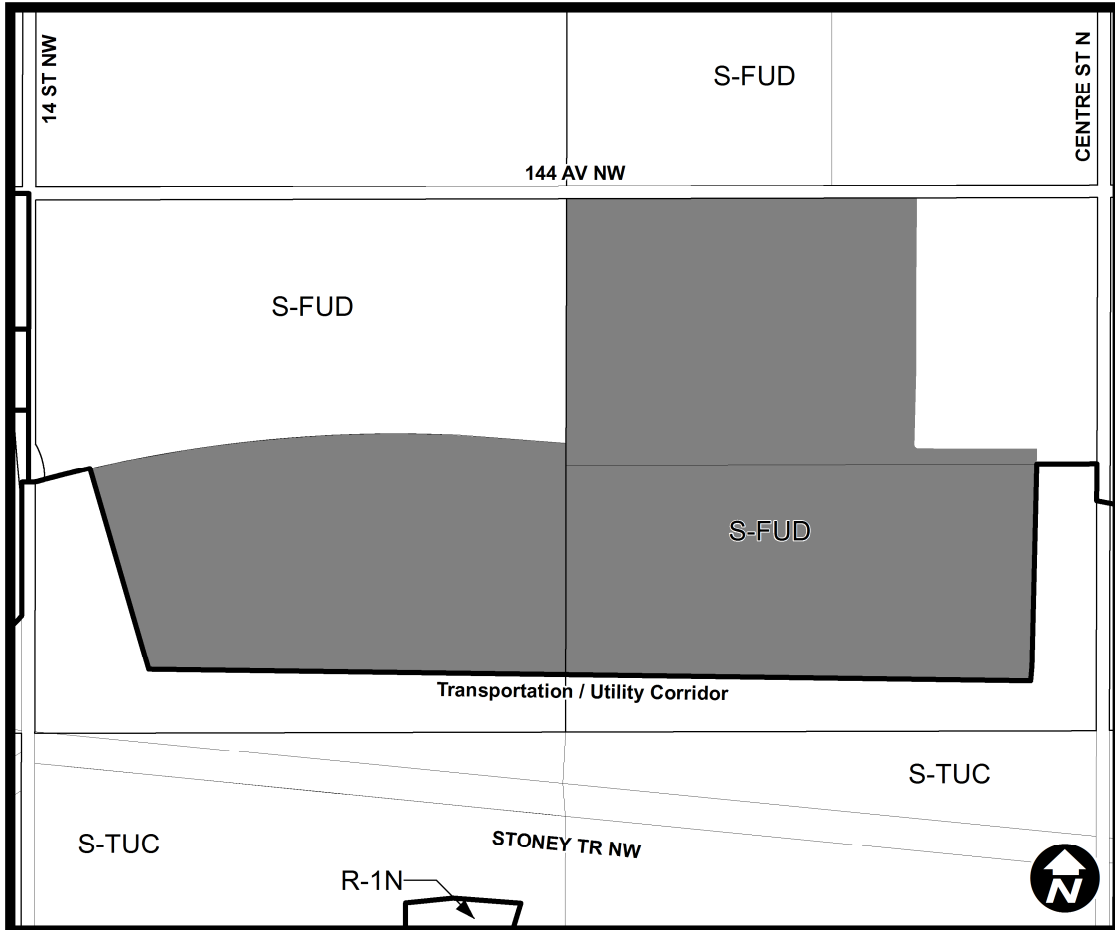 14 ST NW
S-FUD
CENTRE ST N
144 AV NW
S-FUD
S-FUD
Transportation / Utility Corridor
S-TUC
S-TUC
STONEY TR NW
R-1N
N